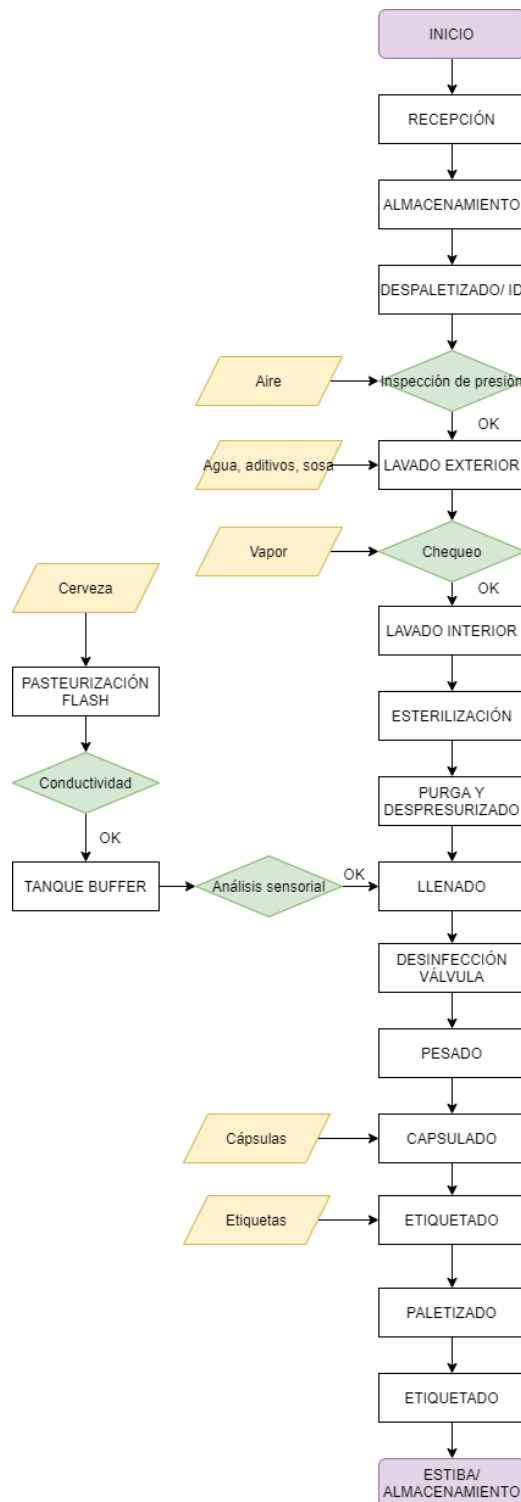 INICIO
RECEPCIÓN
ALMACENAMIENTO
DESPALETIZADO/ ID
Aire
Inspección de presión
OK
Agua, aditivos, sosa
LAVADO EXTERIOR
Vapor
Chequeo
OK
Cerveza
LAVADO INTERIOR
PASTEURIZACIÓN
FLASH
ESTERILIZACIÓN
Conductividad
PURGA Y
DESPRESURIZADO
OK
TANQUE BUFFER
Análisis sensorial
OK
LLENADO
DESINFECCIÓN
VÁLVULA
PESADO
Cápsulas
CAPSULADO
Etiquetas
ETIQUETADO
PALETIZADO
ETIQUETADO
ESTIBA/
ALMACENAMIENTO